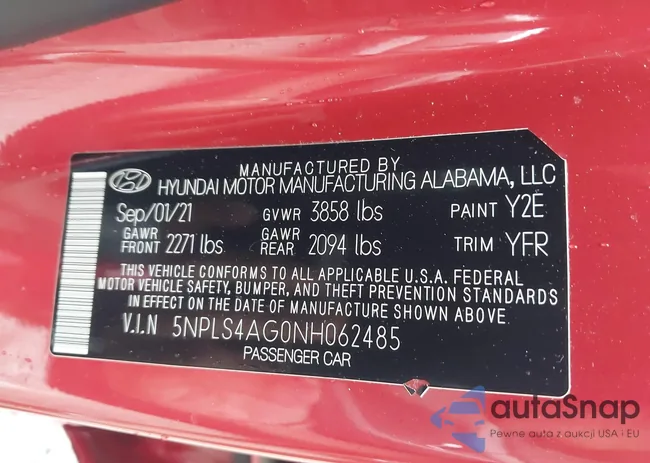 MANUFACTURED BY
HYUNDAI MOTOR MANUFACTURING ALABAMA, LLC
Sep/01/21 GVWR 3858 lbs PAINT Y2E
GAWR FRONT 2271 lbs GAWR REAR 2094 lbs TRIM YFR
THIS VEHICLE CONFORMS TO ALL APPLICABLE U.S.A. FEDERAL
MOTOR VEHICLE SAFETY, BUMPER, AND THEFT PREVENTION STANDARDS
IN EFFECT ON THE DATE OF MANUFACTURE SHOWN ABOVE.
V.I.N 5NPLS4AG0NH062485
PASSENGER CAR
autaSnap
Pewne auta z aukcji USA i EU